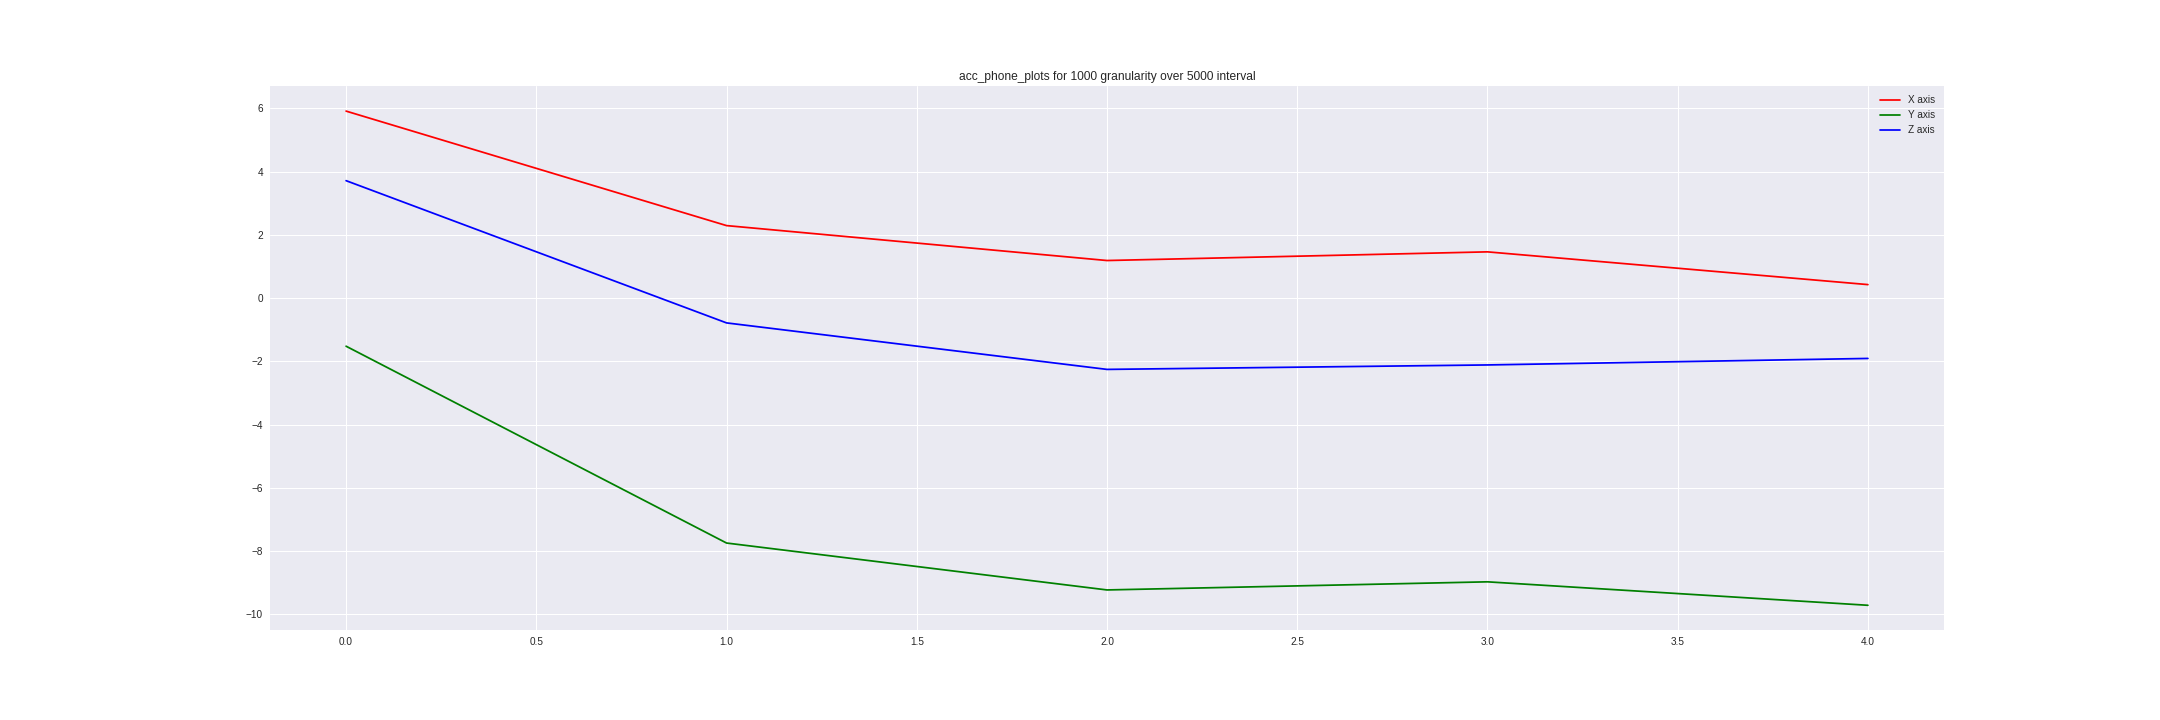 acc_phone_plots for 1000 granularity over 5000 interval
X axis
Y axis
Z axis
6
4
2
0
−2
−4
−6
−8
−10
0.0 0.5 1.0 1.5 2.0 2.5 3.0 3.5 4.0